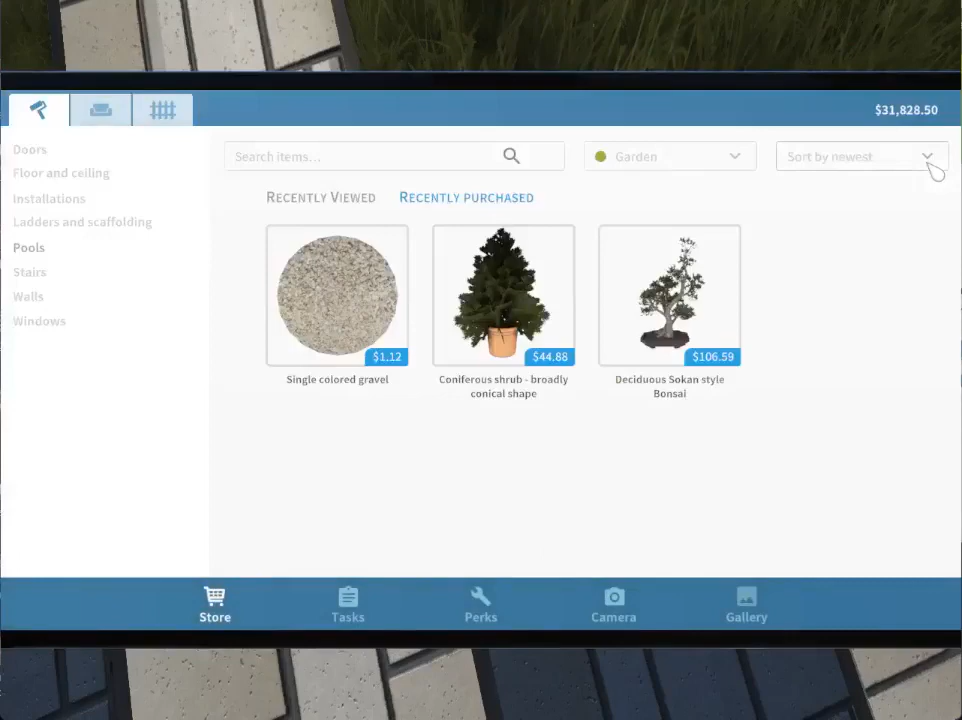 $31,828.50
Doors
Floor and ceiling
Installations
Ladders and scaffolding
Pools
Stairs
Walls
Windows
Search items...
Garden
Sort by newest
RECENTLY VIEWED
RECENTLY PURCHASED
$1.12
Single colored gravel
$44.88
Coniferous shrub - broadly
conical shape
$106.59
Deciduous Sokan style
Bonsai
Store
Tasks
Perks
Camera
Gallery